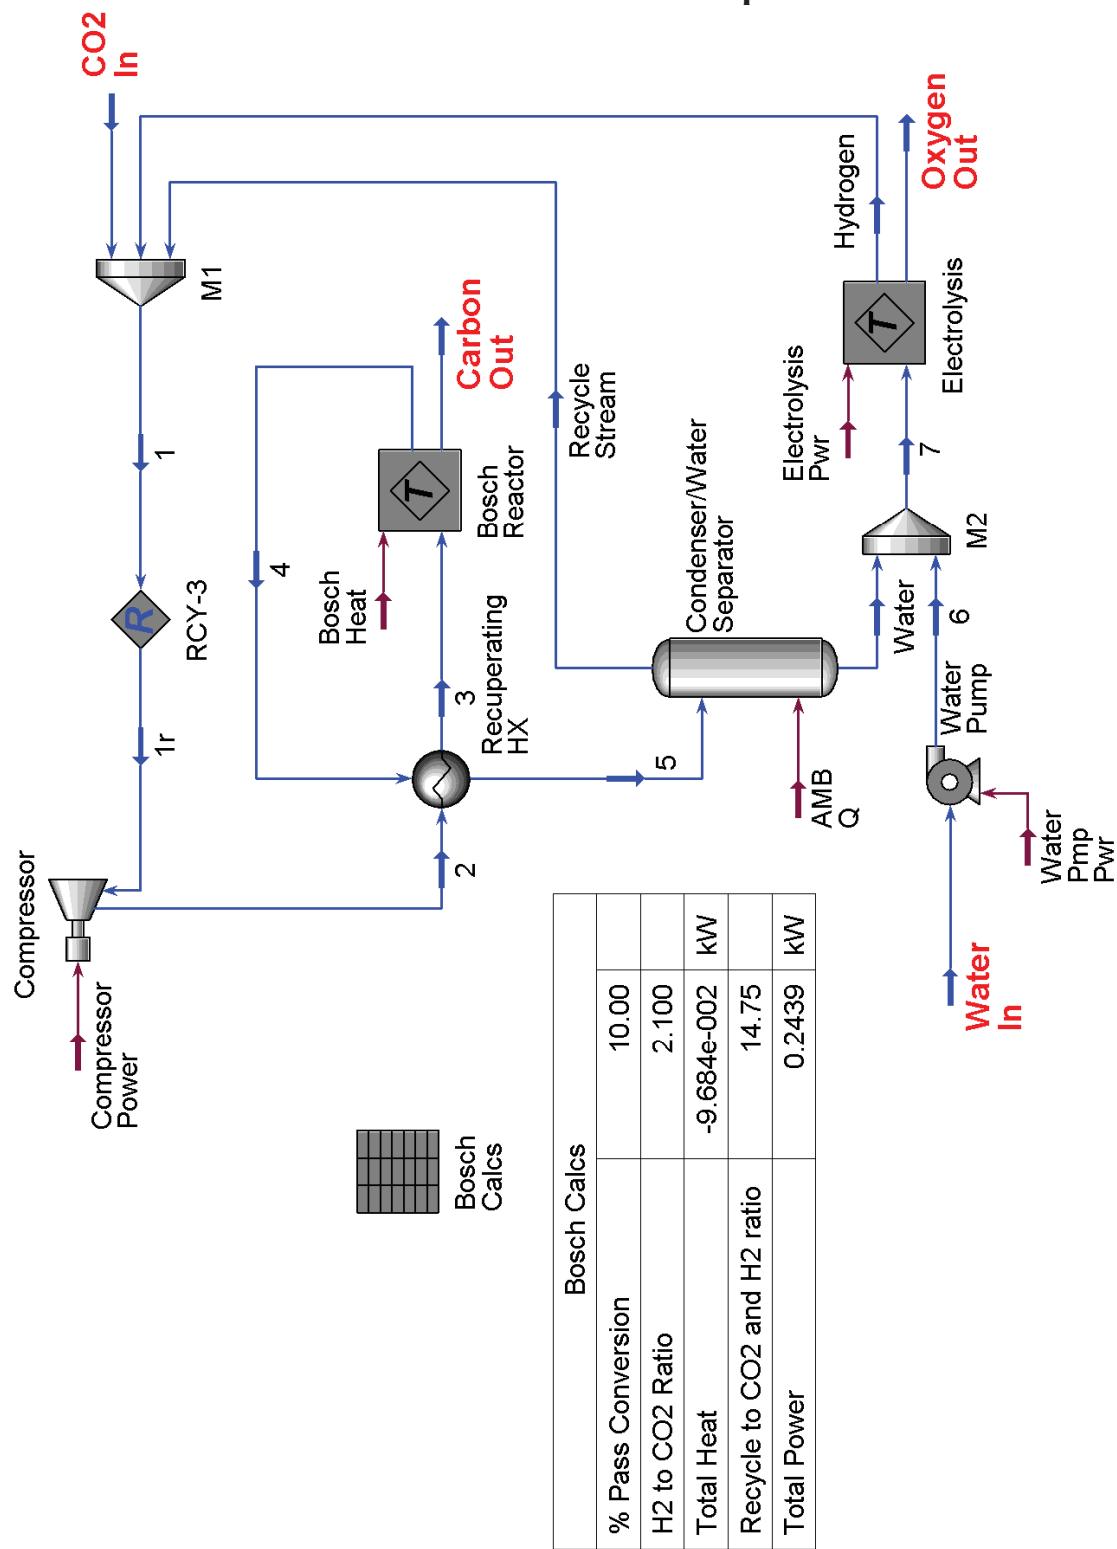 Compressor
Compressor
Power
1r
RCY-3
1
M1
CO2
In
Bosch
Calcs
2
Recuperating
HX
3
4
Bosch
Heat
Bosch
Reactor
T
Carbon
Out
R
5
Recycle
Stream
Condenser/Water
Separator
AMB
Q
Water
In
Water
Pmp
Pwr
Water
Pump
6
Water
M2
7
Electrolysis
Pwr
T
Electrolysis
Hydrogen
Oxygen
Out
Bosch Calcs
% Pass Conversion 10.00
H2 to CO2 Ratio 2.100
Total Heat -9.684e-002 kW
Recycle to CO2 and H2 ratio 14.75
Total Power 0.2439 kW